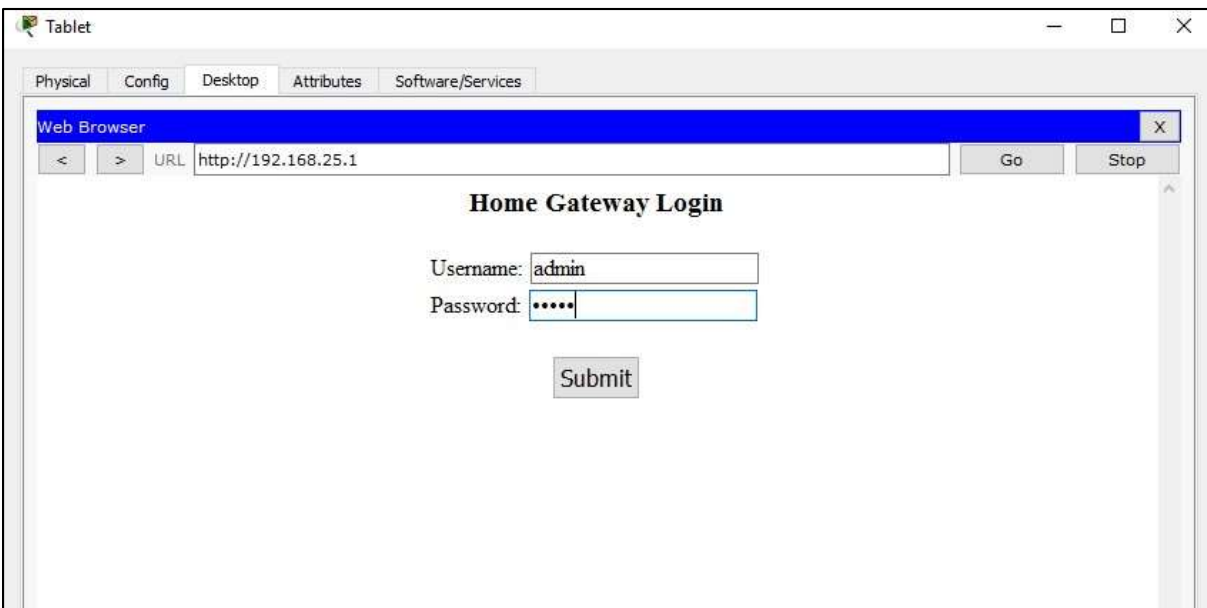 Tablet
Physical Config Desktop Attributes Software/Services
Web Browser X
< > URL http://192.168.25.1 Go Stop
Home Gateway Login
Username: admin
Password: •••••
Submit